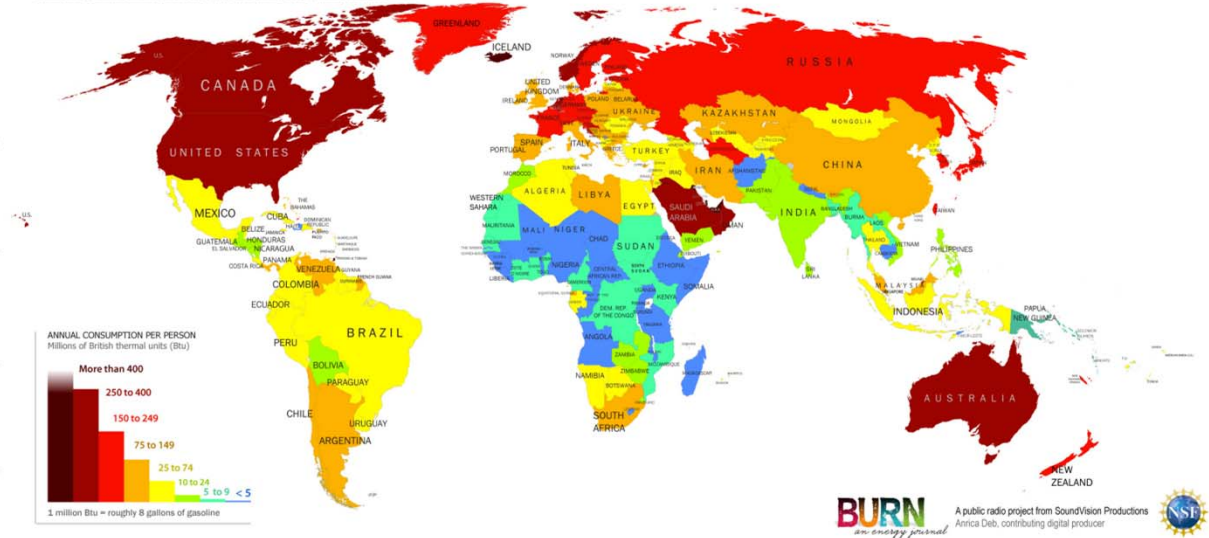 GREENLAND
ICELAND
NORWAY
RUSSIA
U.S.
CANADA
UNITED KINGDOM
IRELAND
POLAND
BELARUS
UKRAINE
KAZAKHSTAN
MONGOLIA
FRANCE
UNITED STATES
SPAIN
PORTUGAL
ITALY
TURKEY
UZBEKISTAN
CHINA
IRAN
IRAQ
AFGHANISTAN
PAKISTAN
MOROCCO
TUNISIA
ALGERIA
LIBYA
EGYPT
WESTERN SAHARA
SAUDI ARABIA
INDIA
BANGLADESH
BURMA
LAOS
TAIWAN
U.S.
MEXICO
THE BAHAMAS
CUBA
DOMINICAN REPUBLIC
JAMAICA
BELIZE
HONDURAS
GUATEMALA
EL SALVADOR
NICARAGUA
COSTA RICA
PANAMA
VENEZUELA
GUYANA
FRENCH GUIANA
COLOMBIA
MAURITANIA
MALI
NIGER
CHAD
SUDAN
YEMEN
DJIBOUTI
THAILAND
VIETNAM
PHILIPPINES
LIBERIA
NIGERIA
CENTRAL AFRICAN REP.
ETHIOPIA
SOMALIA
SRI LANKA
MALAYSIA
ECUADOR
PERU
BRAZIL
UGANDA
KENYA
DEM. REP. OF THE CONGO
INDONESIA
PAPUA NEW GUINEA
BOLIVIA
PARAGUAY
ANGOLA
ZAMBIA
ZIMBABWE
MOZAMBIQUE
NAMIBIA
BOTSWANA
SOUTH AFRICA
AUSTRALIA
CHILE
URUGUAY
ARGENTINA
NEW ZEALAND
ANNUAL CONSUMPTION PER PERSON
Millions of British thermal units (Btu)
More than 400
250 to 400
150 to 249
75 to 149
25 to 74
10 to 24
5 to 9
< 5
1 million Btu = roughly 8 gallons of gasoline
BURN
an energy journal
A public radio project from SoundVision Productions
Anrica Deb, contributing digital producer
NSF